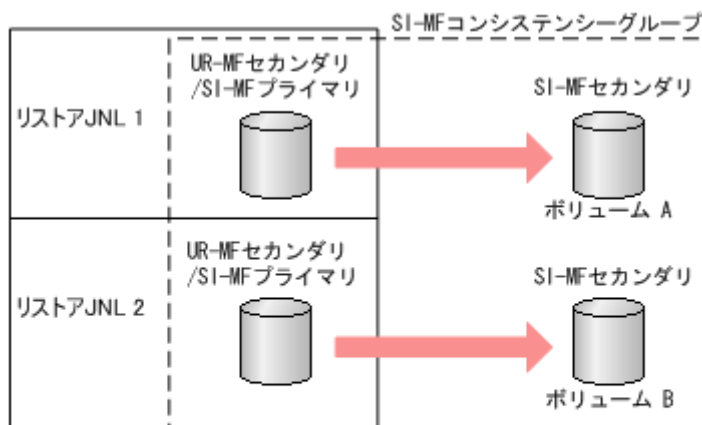 SI-MFコンシステンシーグループ
UR-MFセカンダリ
/SI-MFプライマリ
SI-MFセカンダリ
リストアJNL 1
ボリューム A
UR-MFセカンダリ
/SI-MFプライマリ
SI-MFセカンダリ
リストアJNL 2
ボリューム B